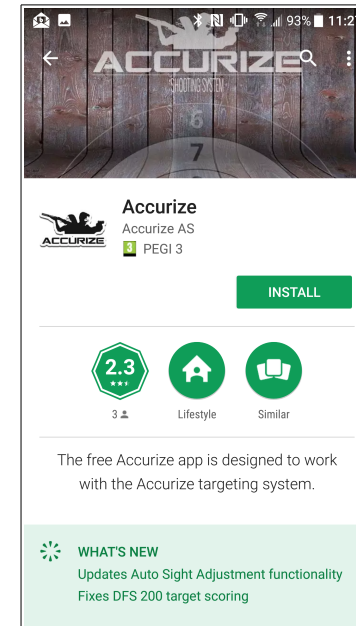 93% 11:27
ACCURIZE
SHOOTING SYSTEM
8
7
Accurize
ACCURIZE
Accurize AS
3 PEGI 3
INSTALL
2.3
3 Lifestyle Similar
The free Accurize app is designed to work
with the Accurize targeting system.
WHAT'S NEW
Updates Auto Sight Adjustment functionality
Fixes DFS 200 target scoring